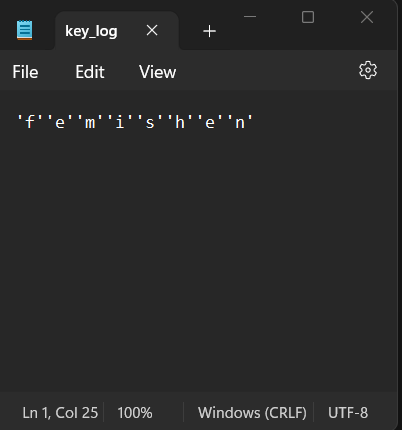 key_log
File Edit View
'f''e''m''i''s''h''e''n'
Ln 1, Col 25 100% Windows (CRLF) UTF-8